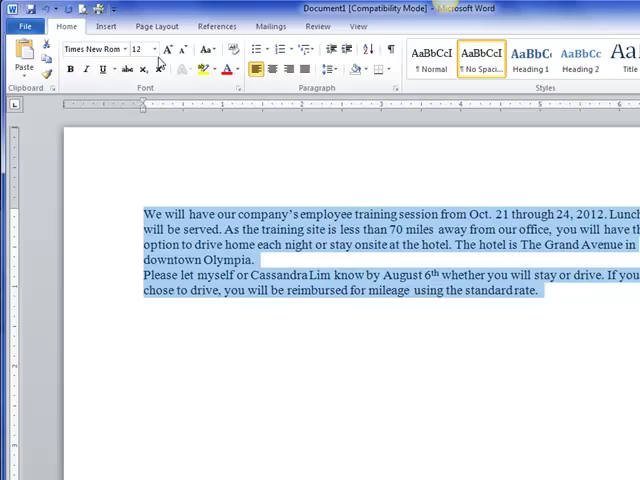 Document1 [Compatibility Mode] - Microsoft Word
File Home Insert Page Layout References Mailings Review View
Paste Times New Rom 12 Aa
B I U abc A
AaBbCcI AaBbCcI AaBbC AaBbCc
¶ Normal ¶ No Spaci... Heading 1 Heading 2 Title
Clipboard Font Paragraph Styles
We will have our company's employee training session from Oct. 21 through 24, 2012. Lunch
will be served. As the training site is less than 70 miles away from our office, you will have th
option to drive home each night or stay onsite at the hotel. The hotel is The Grand Avenue in
downtown Olympia.
Please let myself or Cassandra Lim know by August 6th whether you will stay or drive. If you
chose to drive, you will be reimbursed for mileage using the standard rate.